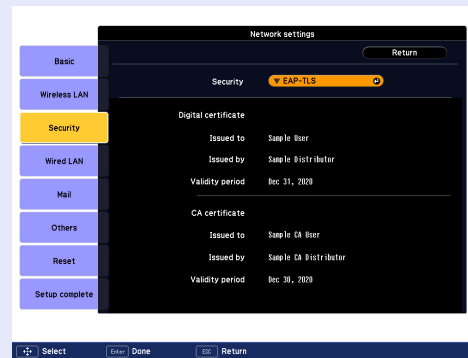 Network settings
Return
Basic
Wireless LAN
Security
Wired LAN
Mail
Others
Reset
Setup complete
Security EAP-TLS
Digital certificate
Issued to Sample User
Issued by Sample Distributor
Validity period Dec 31, 2020
CA certificate
Issued to Sample CA User
Issued by Sample CA Distributor
Validity period Dec 30, 2020
Select Enter Done ESC Return